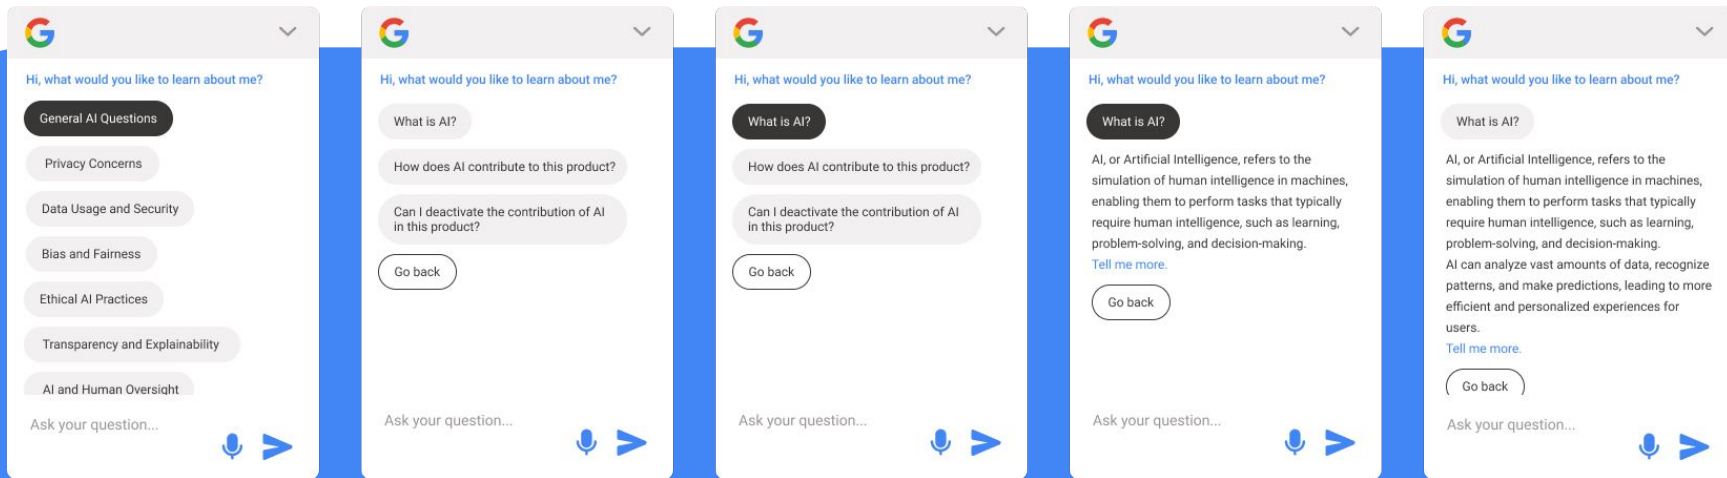 Hi, what would you like to learn about me?
General AI Questions
Privacy Concerns
Data Usage and Security
Bias and Fairness
Ethical AI Practices
Transparency and Explainability
AI and Human Oversight
Ask your question...
Hi, what would you like to learn about me?
What is AI?
How does AI contribute to this product?
Can I deactivate the contribution of AI
in this product?
Go back
Ask your question...
Hi, what would you like to learn about me?
What is AI?
How does AI contribute to this product?
Can I deactivate the contribution of AI
in this product?
Go back
Ask your question...
Hi, what would you like to learn about me?
What is AI?
AI, or Artificial Intelligence, refers to the
simulation of human intelligence in machines,
enabling them to perform tasks that typically
require human intelligence, such as learning,
problem-solving, and decision-making.
Tell me more.
Go back
Ask your question...
Hi, what would you like to learn about me?
What is AI?
AI, or Artificial Intelligence, refers to the
simulation of human intelligence in machines,
enabling them to perform tasks that typically
require human intelligence, such as learning,
problem-solving, and decision-making.
AI can analyze vast amounts of data, recognize
patterns, and make predictions, leading to more
efficient and personalized experiences for
users.
Tell me more.
Go back
Ask your question...